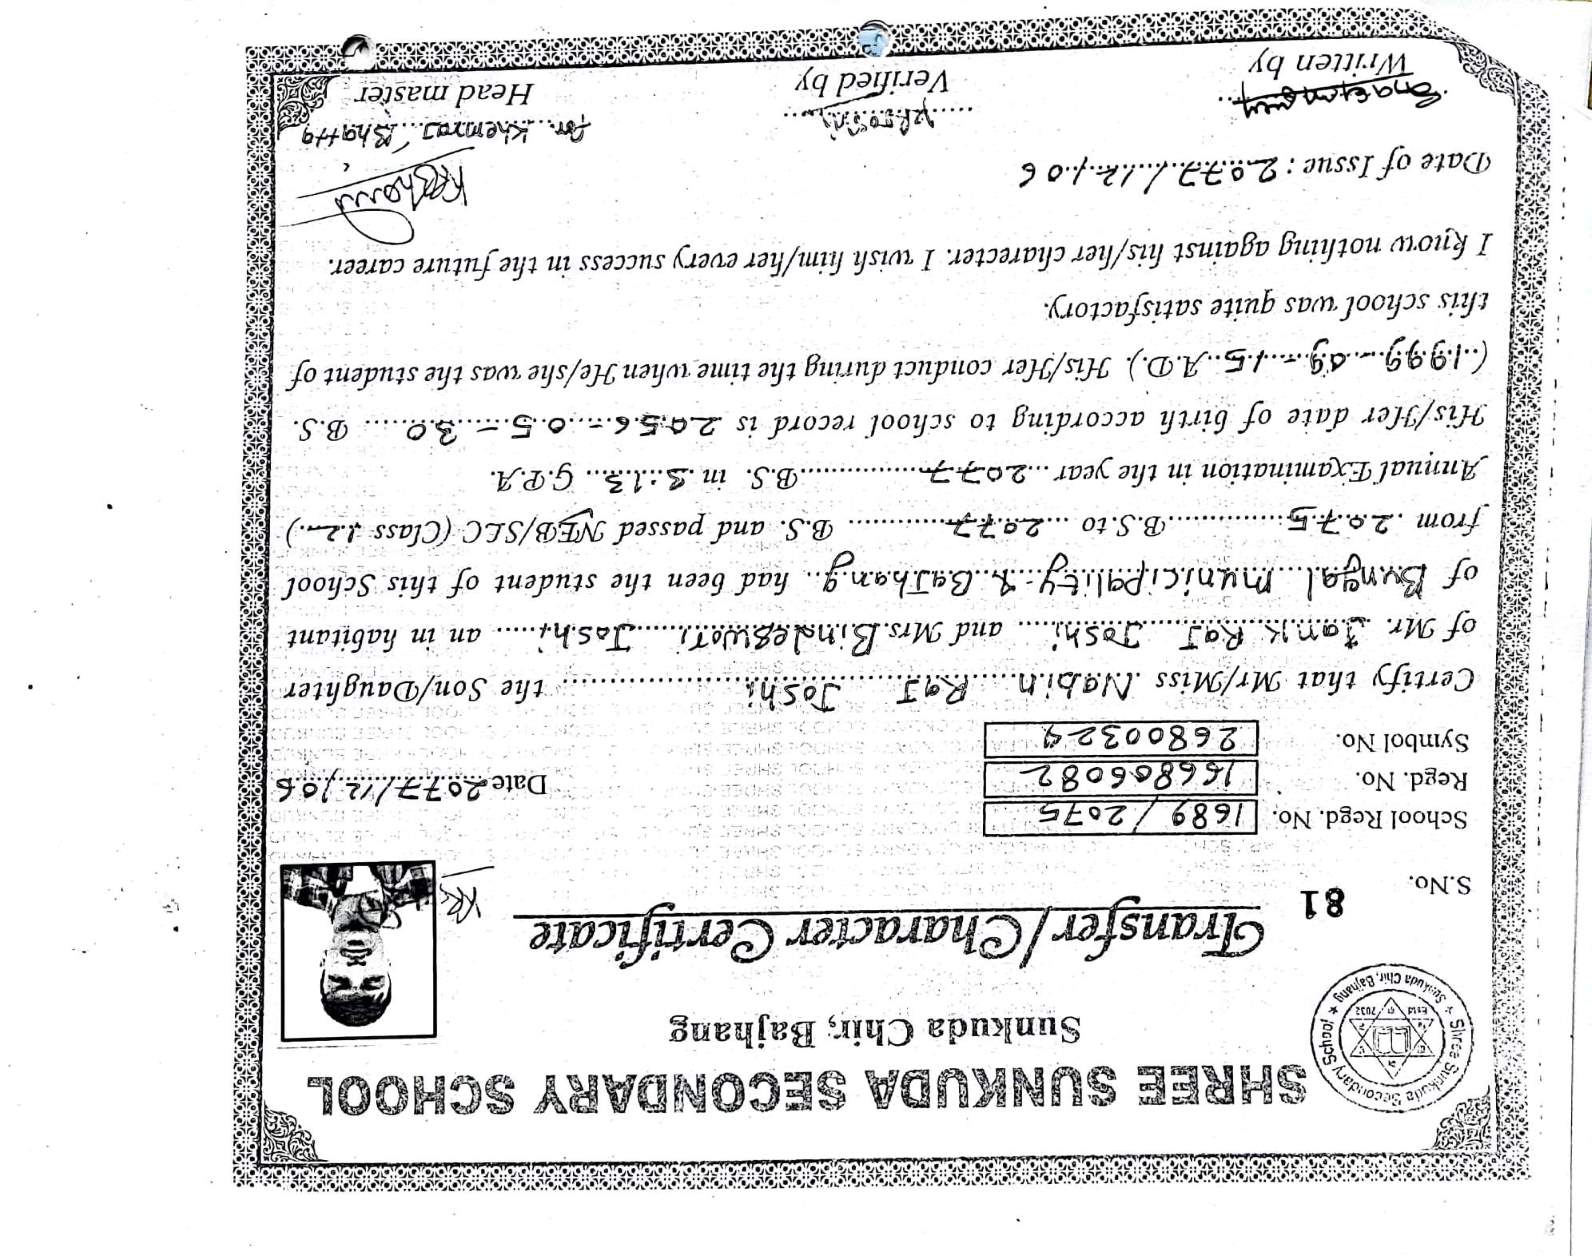 SHREE SUNKUDA SECONDARY SCHOOL
Sunkuda Chir, Bajhang
Shree Sunkuda Secondary School
Estd 2032
Sunkuda Chir, Bajhang
Transfer/Character Certificate
S.No. 81
School Regd. No. 1689/2075
Regd. No. 166806082
Date 2077/12/06
Symbol No. 26800324
Certify that Mr/Miss Nabin Raj Joshi the Son/Daughter
of Mr. Jank Raj Joshi and Mrs. Bindeswori Joshi an in habitant
of Bungal Municipality-1 Bajhang had been the student of this School
from 2075 B.S. to 2077 B.S. and passed NEB/SLC (Class 12)
Annual Examination in the year 2077 B.S. in 3.13 G.P.A.
His/Her date of birth according to school record is 2056-05-30 B.S.
(1999-09-15 A.D.). His/Her conduct during the time when He/she was the student of
this school was quite satisfactory.
I know nothing against his/her charecter. I wish him/her every success in the future career.
Date of Issue : 2077/12/06
for. Khemraj Bhatta
Written by
Verified by
Head master